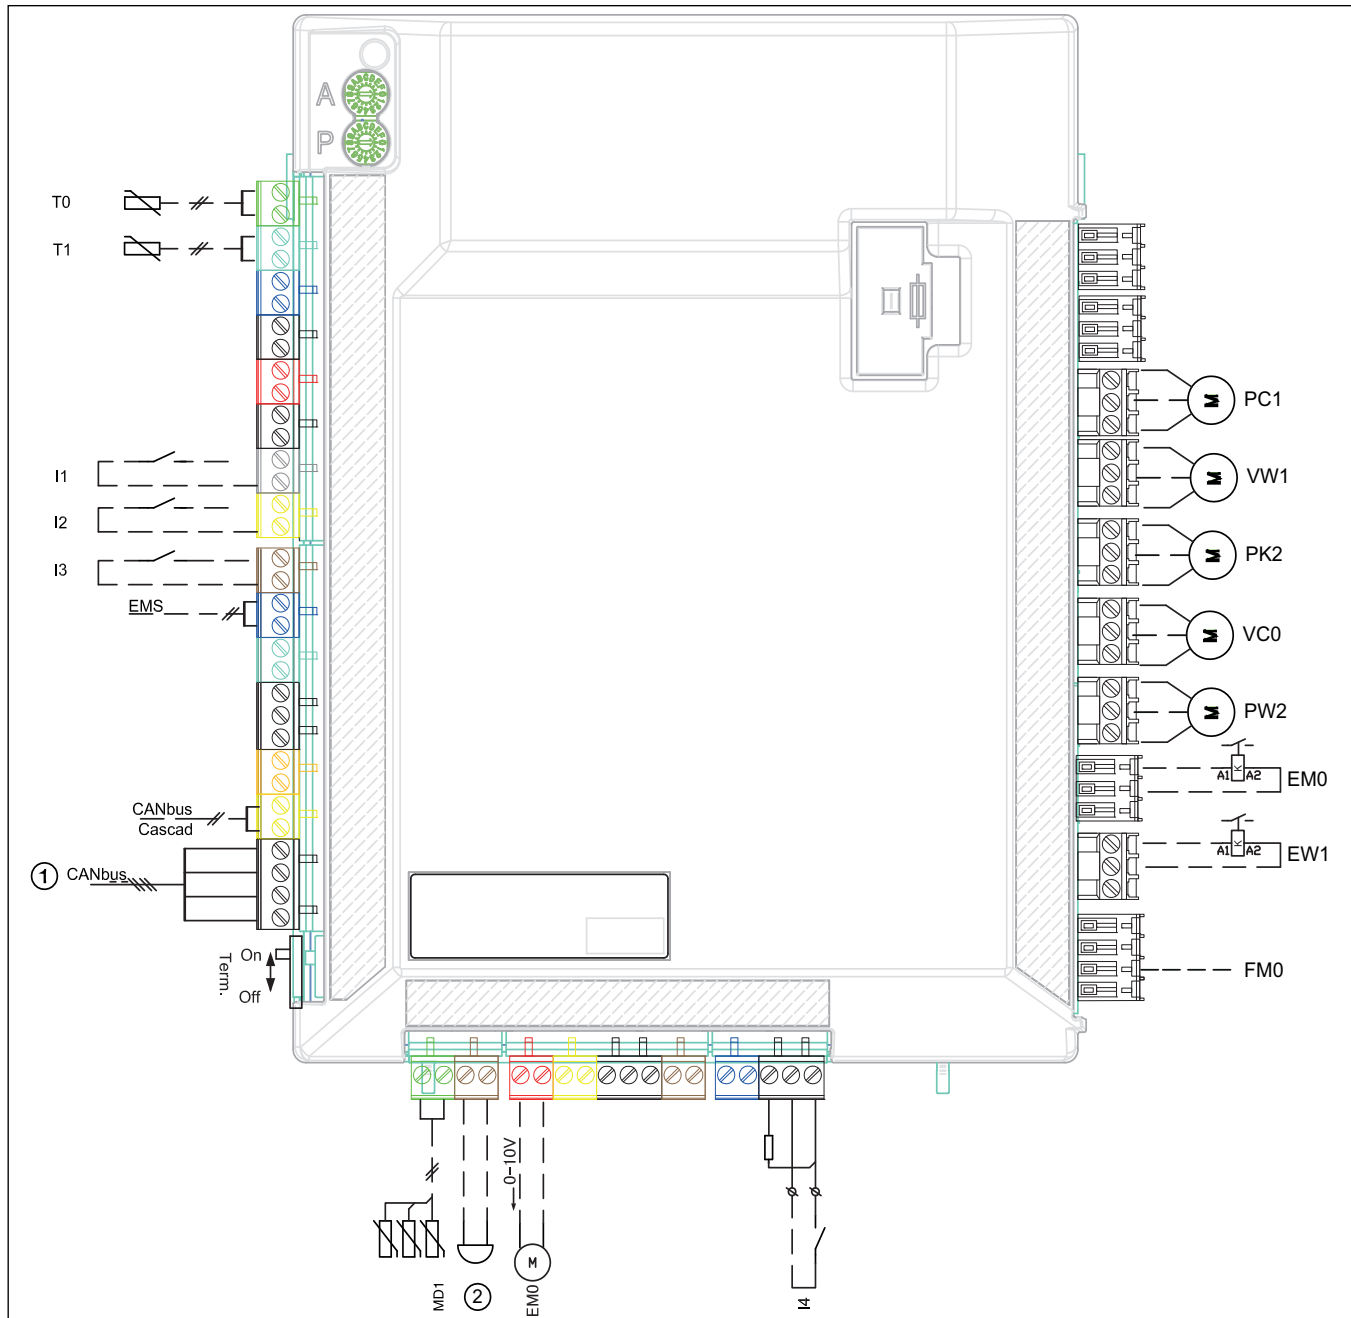 A
P
T0
T1
I1
I2
I3
EMS
CANbus
Cascad
1 CANbus
On
Term.
Off
M PC1
M VW1
M PK2
M VC0
M PW2
K
A1 A2 EM0
K
A1 A2 EW1
FM0
0-10V
M
MD1
2
EM0
I4